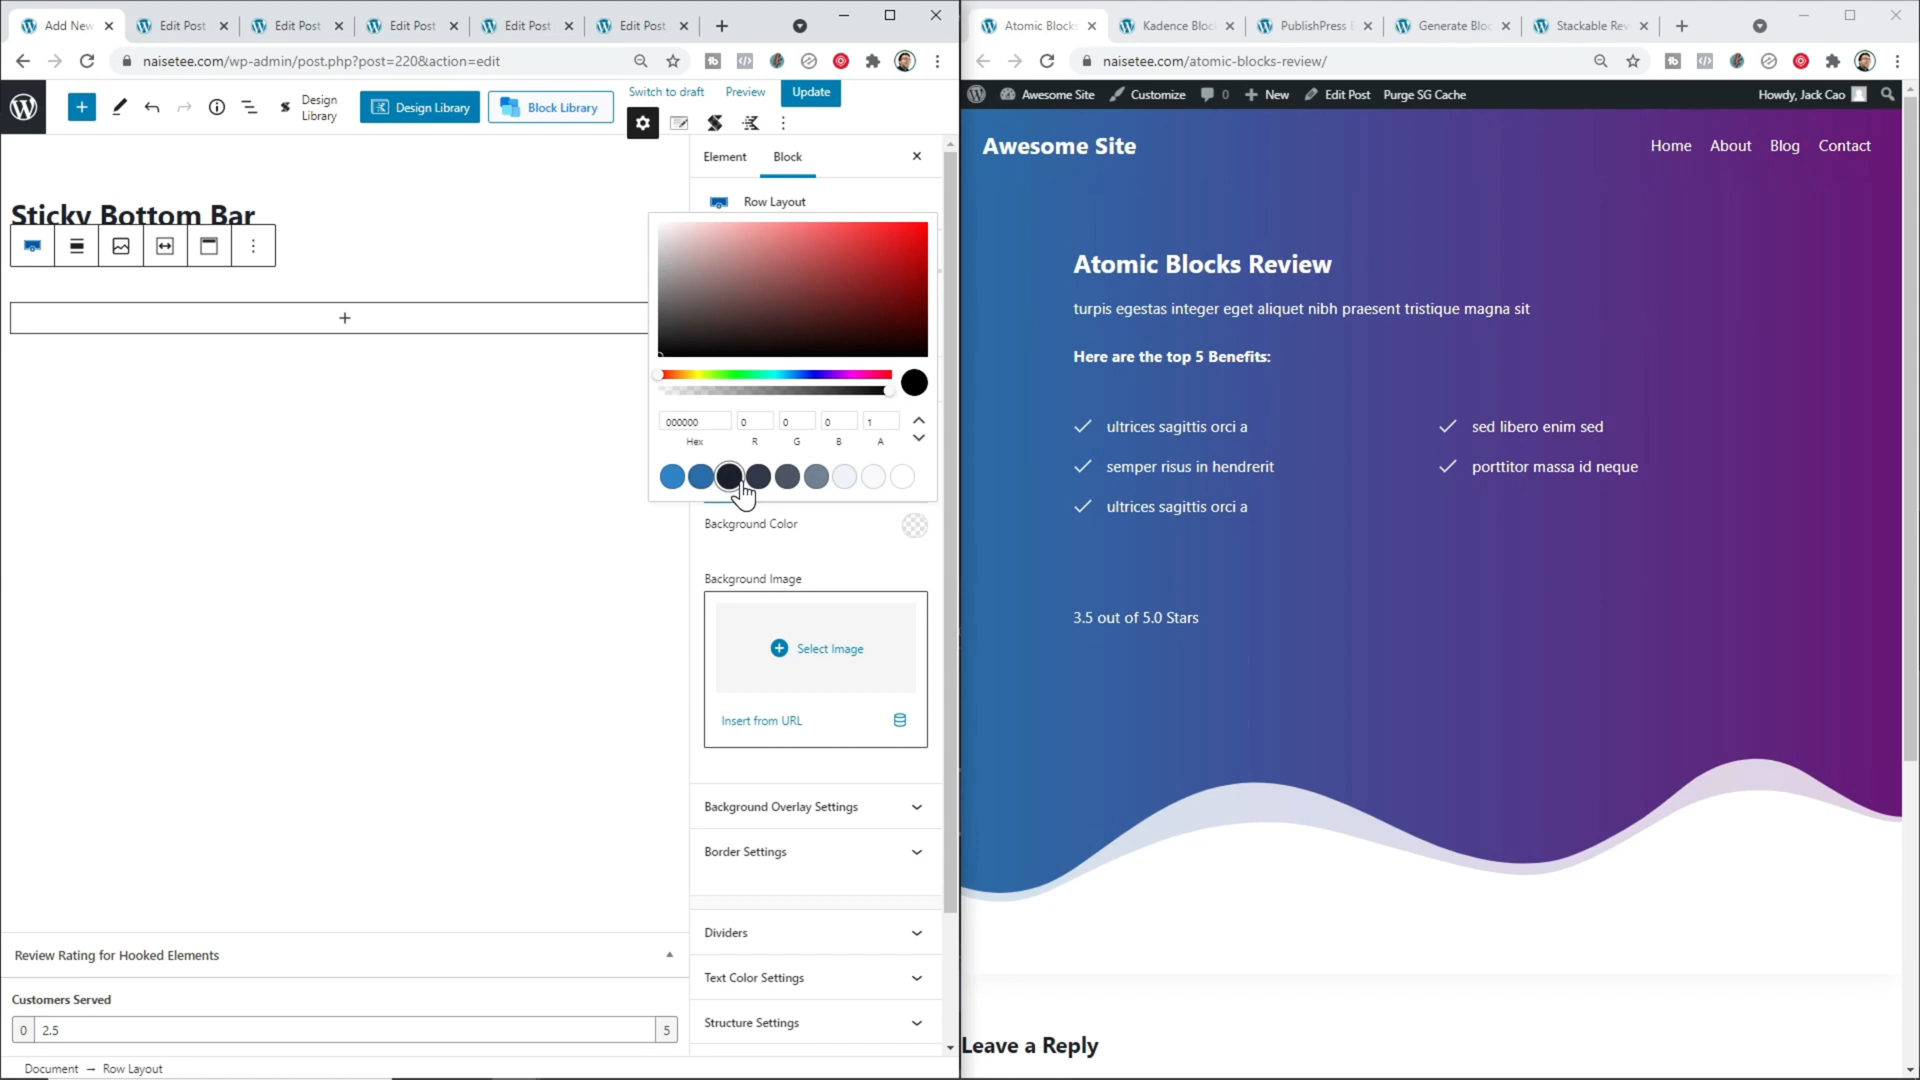 Add New
Edit Post
Edit Post
Edit Post
Edit Post
Edit Post
naisetee.com/wp-admin/post.php?post=220&action=edit
Design Library
Design Library
Block Library
Switch to draft
Preview
Update
Element
Block
Row Layout
Sticky Bottom Bar
000000
0
0
0
1
Hex
R
G
B
A
Background Color
Background Image
Select Image
Insert from URL
Background Overlay Settings
Border Settings
Dividers
Text Color Settings
Structure Settings
Review Rating for Hooked Elements
Customers Served
0
2.5
5
Document → Row Layout
Atomic Blocks
Kadence Bloc
PublishPress
Generate Bloc
Stackable Rev
naisetee.com/atomic-blocks-review/
Awesome Site
Customize
0
New
Edit Post
Purge SG Cache
Howdy, Jack Cao
Awesome Site
Home
About
Blog
Contact
Atomic Blocks Review
turpis egestas integer eget aliquet nibh praesent tristique magna sit
Here are the top 5 Benefits:
ultrices sagittis orci a
semper risus in hendrerit
ultrices sagittis orci a
sed libero enim sed
porttitor massa id neque
3.5 out of 5.0 Stars
Leave a Reply